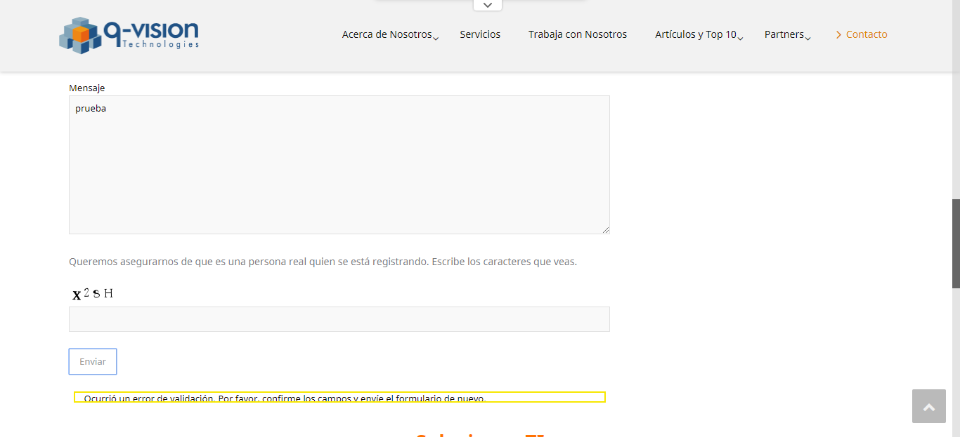 q-vision
Technologies
Acerca de Nosotros
Servicios
Trabaja con Nosotros
Artículos y Top 10
Partners
Contacto
Mensaje
prueba
Queremos asegurarnos de que es una persona real quien se está registrando. Escribe los caracteres que veas.
x 2 s H
Enviar
Ocurrió un error de validación. Por favor, confirme los campos y envíe el formulario de nuevo.